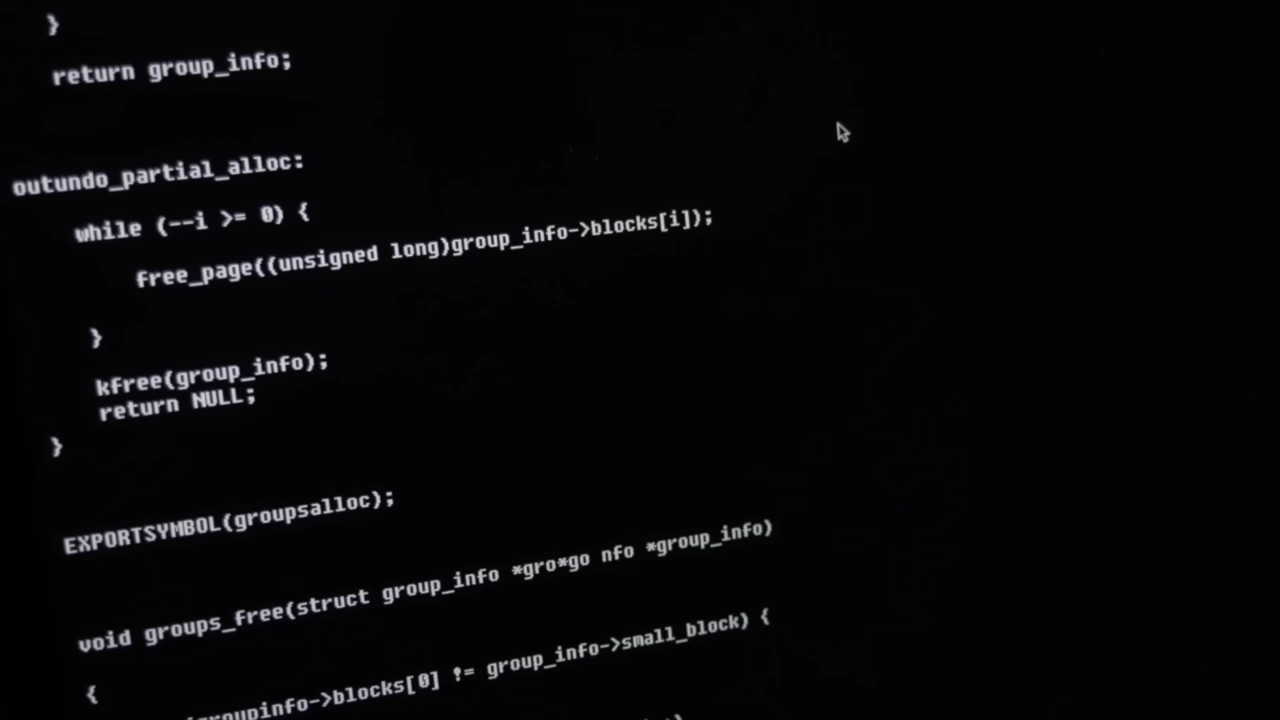 }
return group_info;
outundo_partial_alloc:
while (--i >= 0) {
free_page((unsigned long)group_info->blocks[i]);
}
kfree(group_info);
return NULL;
}
EXPORTSYMBOL(groupsalloc);
void groups_free(struct group_info *gro*go nfo *group_info)
{
(groupinfo->blocks[0] != group_info->small_block) {